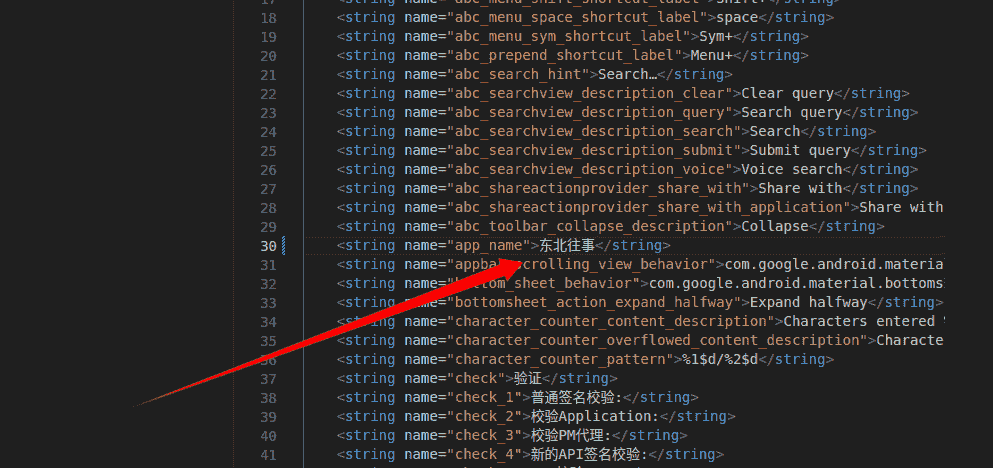 17 <string name="abc_menu_shift_shortcut_label">Shift+</string>
18 <string name="abc_menu_space_shortcut_label">space</string>
19 <string name="abc_menu_sym_shortcut_label">Sym+</string>
20 <string name="abc_prepend_shortcut_label">Menu+</string>
21 <string name="abc_search_hint">Search…</string>
22 <string name="abc_searchview_description_clear">Clear query</string>
23 <string name="abc_searchview_description_query">Search query</string>
24 <string name="abc_searchview_description_search">Search</string>
25 <string name="abc_searchview_description_submit">Submit query</string>
26 <string name="abc_searchview_description_voice">Voice search</string>
27 <string name="abc_shareactionprovider_share_with">Share with</string>
28 <string name="abc_shareactionprovider_share_with_application">Share with
29 <string name="abc_toolbar_collapse_description">Collapse</string>
30 <string name="app_name">东北往事</string>
31 <string name="appbar_scrolling_view_behavior">com.google.android.materia
32 <string name="bottom_sheet_behavior">com.google.android.material.bottoms
33 <string name="bottomsheet_action_expand_halfway">Expand halfway</string>
34 <string name="character_counter_content_description">Characters entered
35 <string name="character_counter_overflowed_content_description">Characte
36 <string name="character_counter_pattern">%1$d/%2$d</string>
37 <string name="check">验证</string>
38 <string name="check_1">普通签名校验:</string>
39 <string name="check_2">校验Application:</string>
40 <string name="check_3">校验PM代理:</string>
41 <string name="check_4">新的API签名校验:</string>